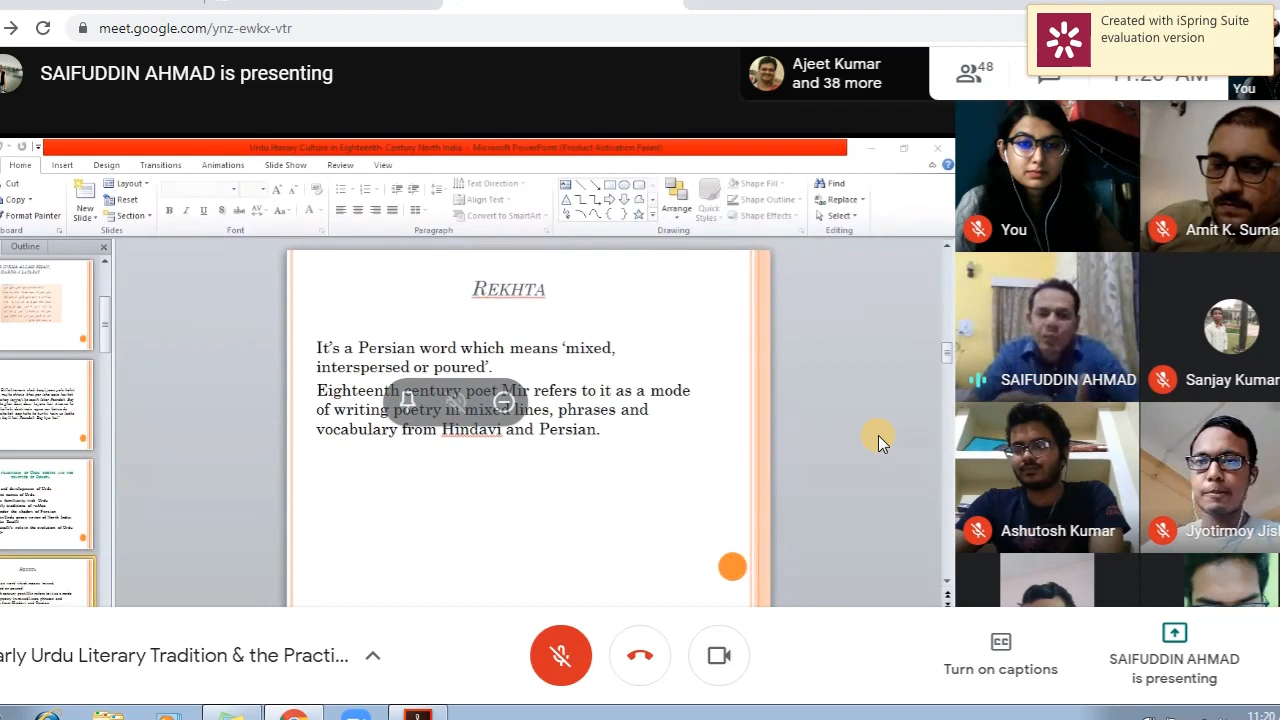 meet.google.com/ynz-ewkx-vtr
Created with iSpring Suite
evaluation version
SAIFUDDIN AHMAD is presenting
Ajeet Kumar
and 38 more
48
11:20 AM
You
Urdu literary Culture in Eighteenth-Century North India - Microsoft PowerPoint (Product Activation Failed)
Home Insert Design Transitions Animations Slide Show Review View
Cut
Copy
Format Painter
New
Slide
Layout
Reset
Section
Slides
Font
Paragraph
Text Direction
Align Text
Convert to SmartArt
Arrange
Quick
Styles
Shape Fill
Shape Outline
Shape Effects
Drawing
Find
Replace
Select
Editing
Outline
REKHTA
It's a Persian word which means 'mixed,
interspersed or poured'.
Eighteenth century poet Mir refers to it as a mode
of writing poetry in mixed lines, phrases and
vocabulary from Hindavi and Persian.
You
Amit K. Suma
SAIFUDDIN AHMAD
Sanjay Kumar
Ashutosh Kumar
Jyotirmoy Jish
arly Urdu Literary Tradition & the Practi...
Turn on captions
SAIFUDDIN AHMAD
is presenting
11:20